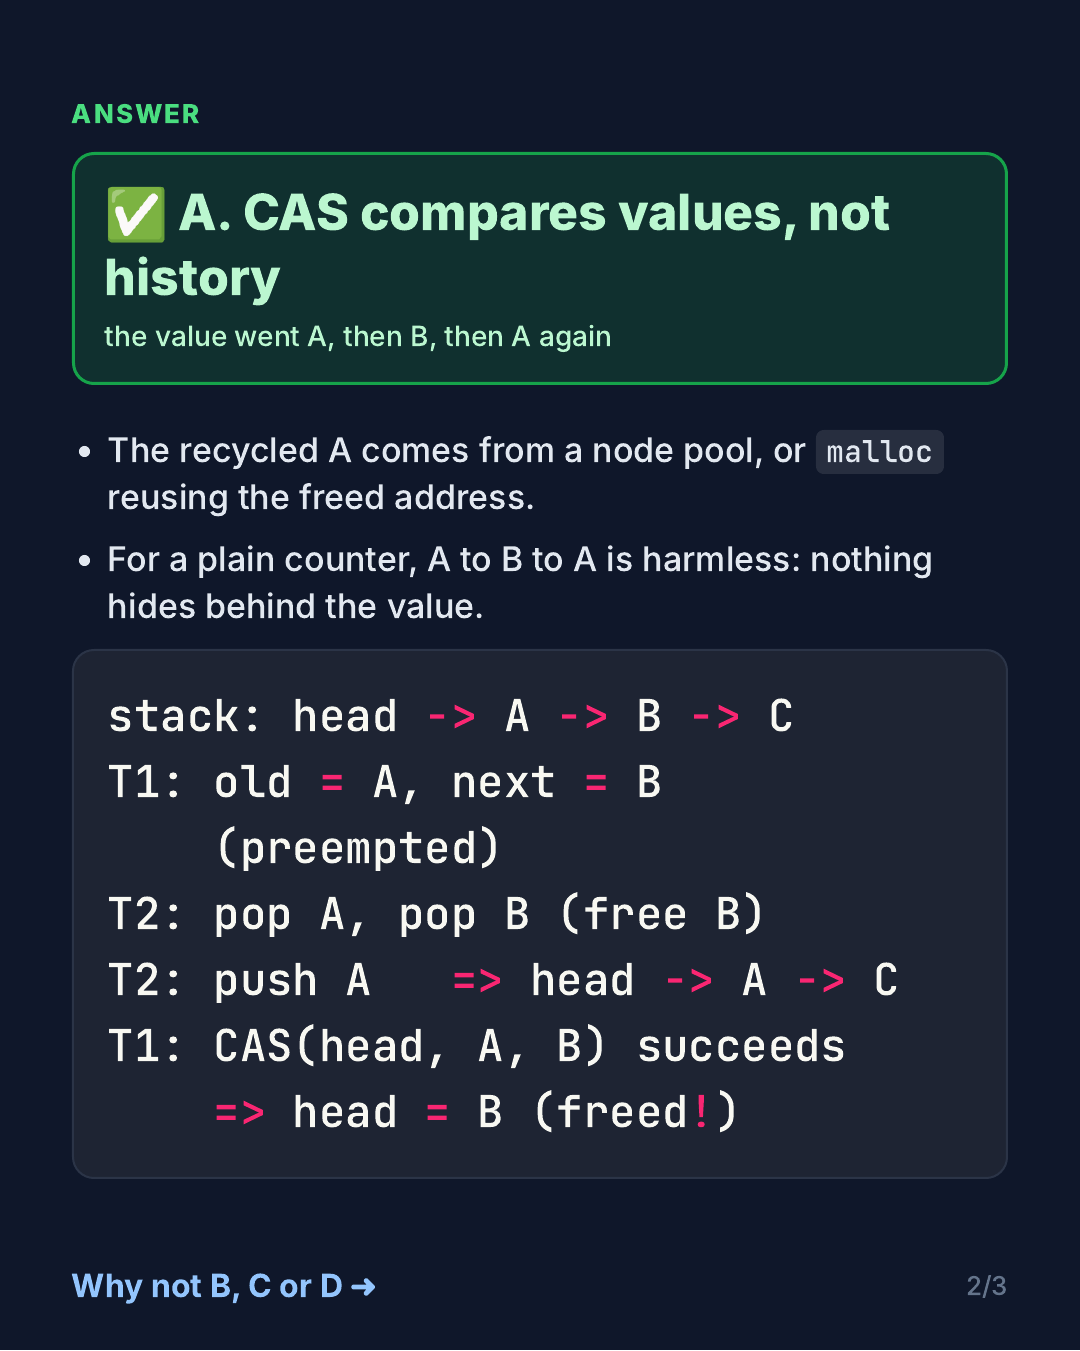 ANSWER
✅ A. CAS compares values, not
history
the value went A, then B, then A again
• The recycled A comes from a node pool, or malloc
reusing the freed address.
• For a plain counter, A to B to A is harmless: nothing
hides behind the value.
stack: head -> A -> B -> C
T1: old = A, next = B
(preempted)
T2: pop A, pop B (free B)
T2: push A   => head -> A -> C
T1: CAS(head, A, B) succeeds
=> head = B (freed!)
Why not B, C or D ➜
2/3